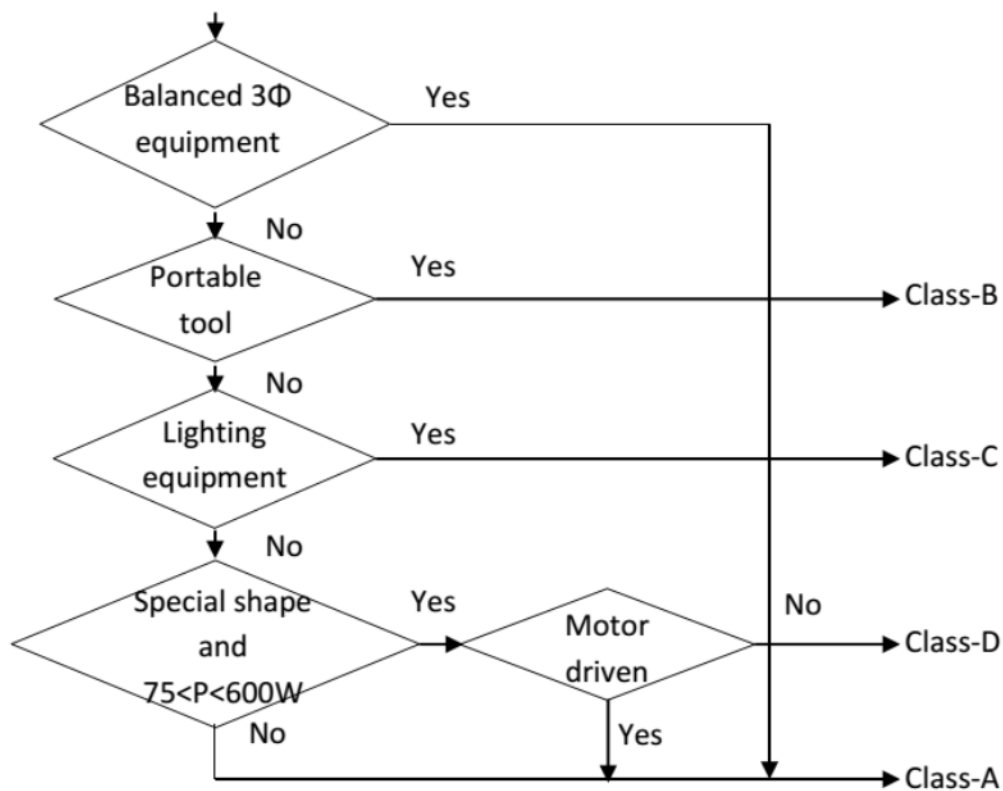 Balanced 3Φ
equipment
Yes
No
Portable
tool
Yes
Class-B
No
Lighting
equipment
Yes
Class-C
No
Special shape
and
75<P<600W
Yes
Motor
driven
No
Class-D
No
Yes
Class-A